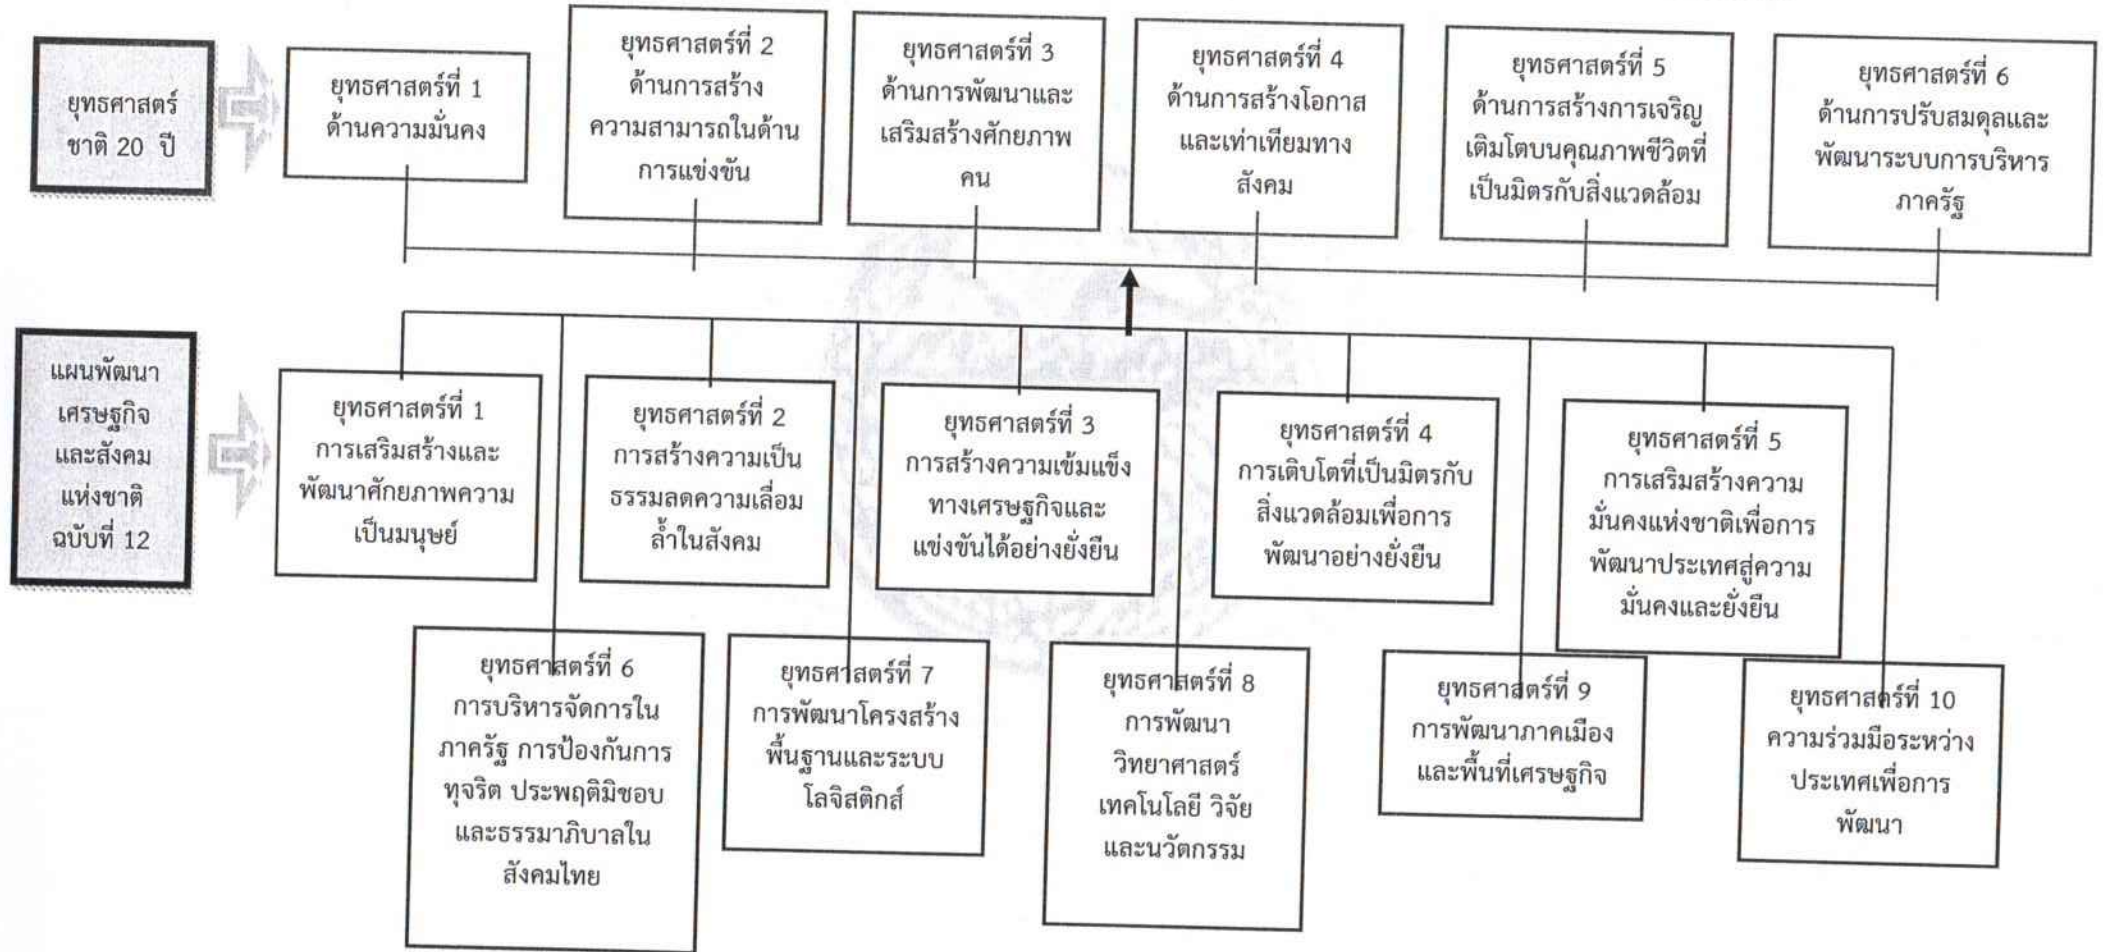 ยุทธศาสตร์
ชาติ 20 ปี
ยุทธศาสตร์ที่ 1
ด้านความมั่นคง
ยุทธศาสตร์ที่ 2
ด้านการสร้าง
ความสามารถในด้าน
การแข่งขัน
ยุทธศาสตร์ที่ 3
ด้านการพัฒนาและ
เสริมสร้างศักยภาพ
คน
ยุทธศาสตร์ที่ 4
ด้านการสร้างโอกาส
และเท่าเทียมทาง
สังคม
ยุทธศาสตร์ที่ 5
ด้านการสร้างการเจริญ
เติมโตบนคุณภาพชีวิตที่
เป็นมิตรกับสิ่งแวดล้อม
ยุทธศาสตร์ที่ 6
ด้านการปรับสมดุลและ
พัฒนาระบบการบริหาร
ภาครัฐ
แผนพัฒนา
เศรษฐกิจ
และสังคม
แห่งชาติ
ฉบับที่ 12
ยุทธศาสตร์ที่ 1
การเสริมสร้างและ
พัฒนาศักยภาพความ
เป็นมนุษย์
ยุทธศาสตร์ที่ 2
การสร้างความเป็น
ธรรมลตความเลื่อม
ล้ำในสังคม
ยุทธศาสตร์ที่ 3
การสร้างความเข้มแข็ง
ทางเศรษฐกิจและ
แข่งขันได้อย่างยั่งยืน
ยุทธศาสตร์ที่ 4
การเติบโตที่เป็นมิตรกับ
สิ่งแวดล้อมเพื่อการ
พัฒนาอย่างยั่งยืน
ยุทธศาสตร์ที่ 5
การเสริมสร้างความ
มั่นคงแห่งชาติเพื่อการ
พัฒนาประเทศสู่ความ
มั่นคงและยั่งยืน
ยุทธศาสตร์ที่ 6
การบริหารจัดการใน
ภาครัฐ การป้องกันการ
ทุจริต ประพฤติมิชอบ
และธรรมาภิบาลใน
สังคมไทย
ยุทธศาสตร์ที่ 7
การพัฒนาโครงสร้าง
พื้นฐานและระบบ
โลจิสติกส์
ยุทธศาสตร์ที่ 8
การพัฒนา
วิทยาศาสตร์
เทคโนโลยี วิจัย
และนวัตกรรม
ยุทธศาสตร์ที่ 9
การพัฒนาภาคเมือง
และพื้นที่เศรษฐกิจ
ยุทธศาสตร์ที่ 10
ความร่วมมือระหว่าง
ประเทศเพื่อการ
พัฒนา